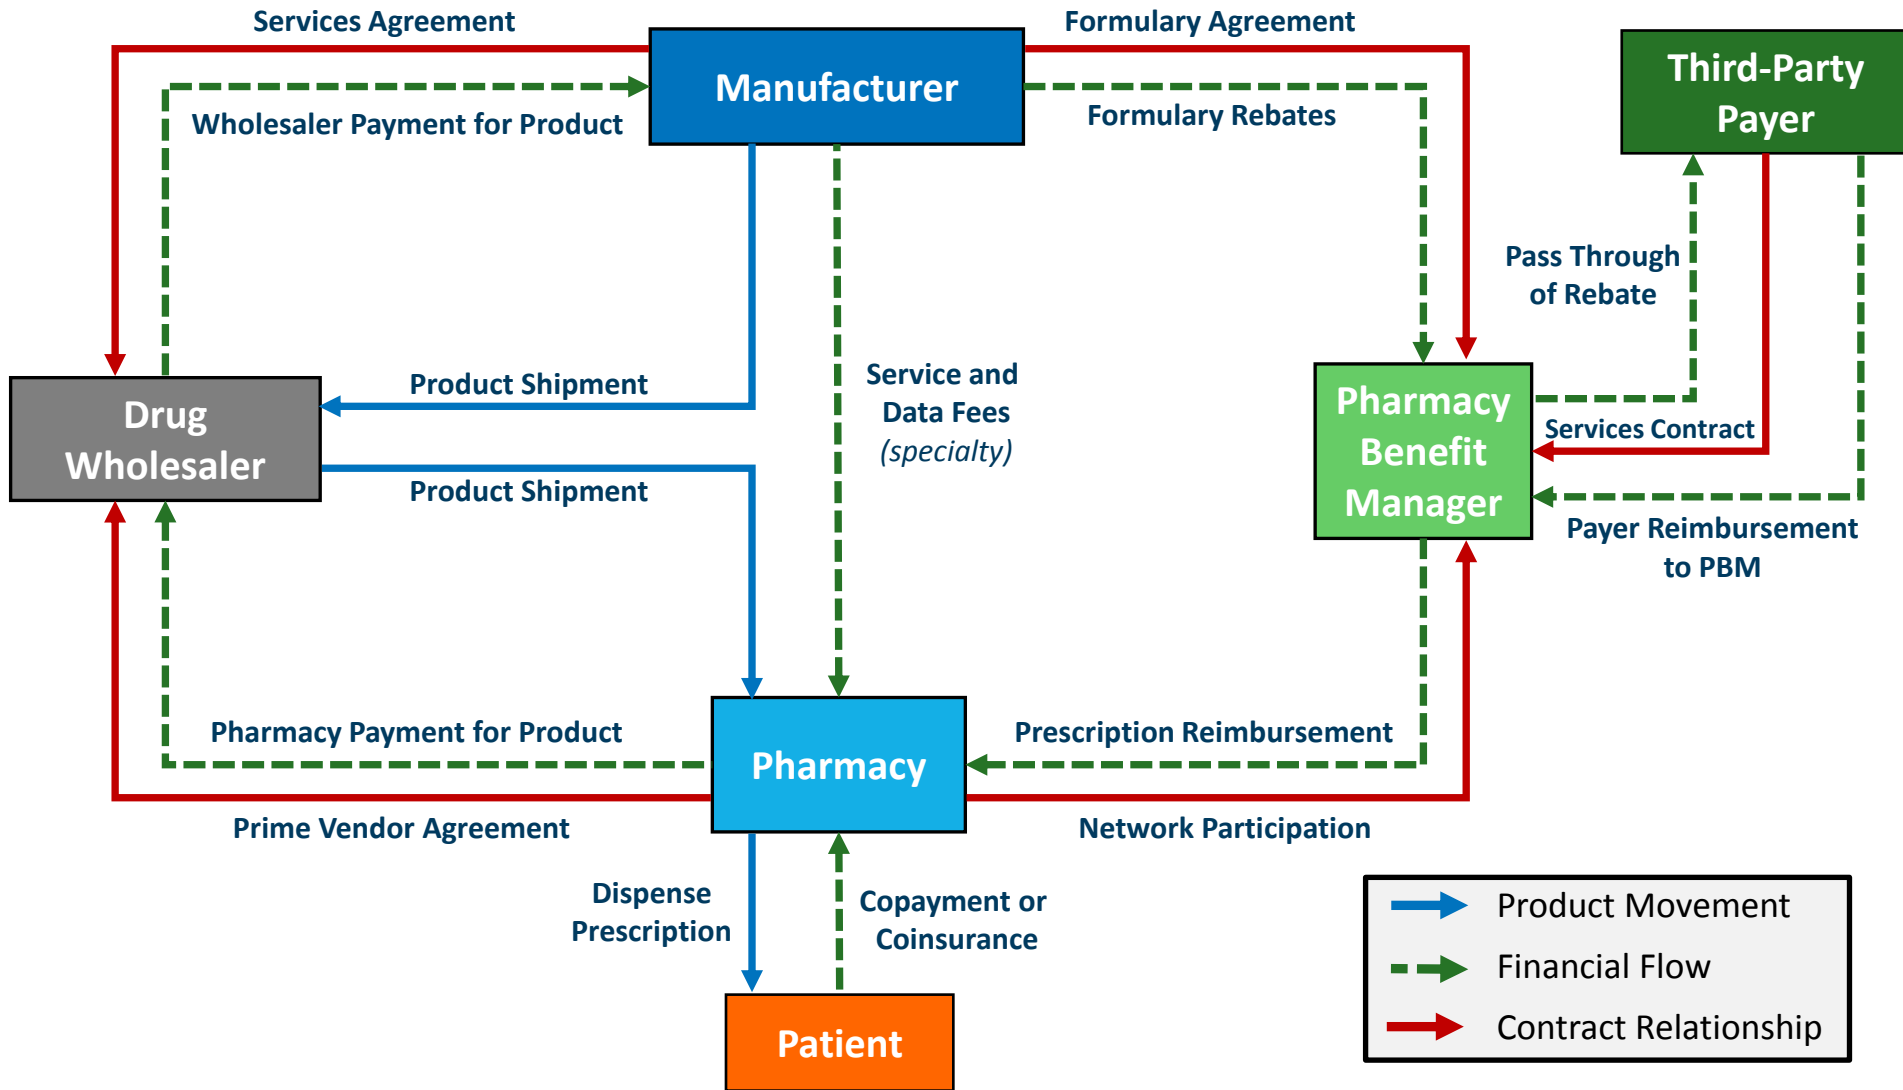 Services Agreement
Formulary Agreement
Manufacturer
Third-Party
Payer
Wholesaler Payment for Product
Formulary Rebates
Pass Through
of Rebate
Product Shipment
Service and
Data Fees
(specialty)
Drug
Wholesaler
Pharmacy
Benefit
Manager
Services Contract
Product Shipment
Payer Reimbursement
to PBM
Pharmacy Payment for Product
Prescription Reimbursement
Pharmacy
Prime Vendor Agreement
Network Participation
Dispense
Prescription
Copayment or
Coinsurance
Product Movement
Financial Flow
Contract Relationship
Patient